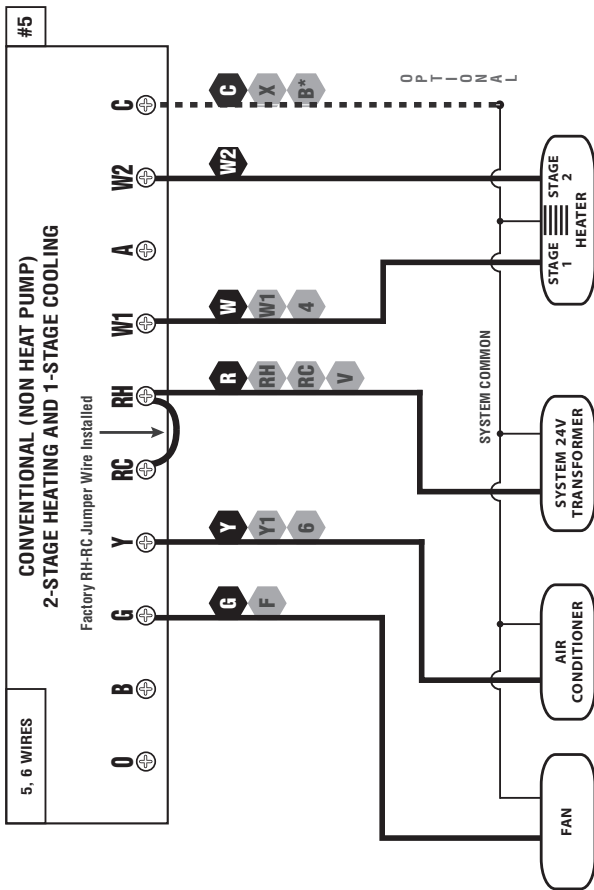 5, 6 WIRES
#5
CONVENTIONAL (NON HEAT PUMP)
2-STAGE HEATING AND 1-STAGE COOLING
Factory RH-RC Jumper Wire Installed
O B G Y RC RH W1 A W2 C
G Y R W W2 C
F Y1 RH W1 X
6 RC 4 B*
V
OPTIONAL
SYSTEM COMMON
FAN
AIR
CONDITIONER
SYSTEM 24V
TRANSFORMER
STAGE
1
STAGE
2
HEATER